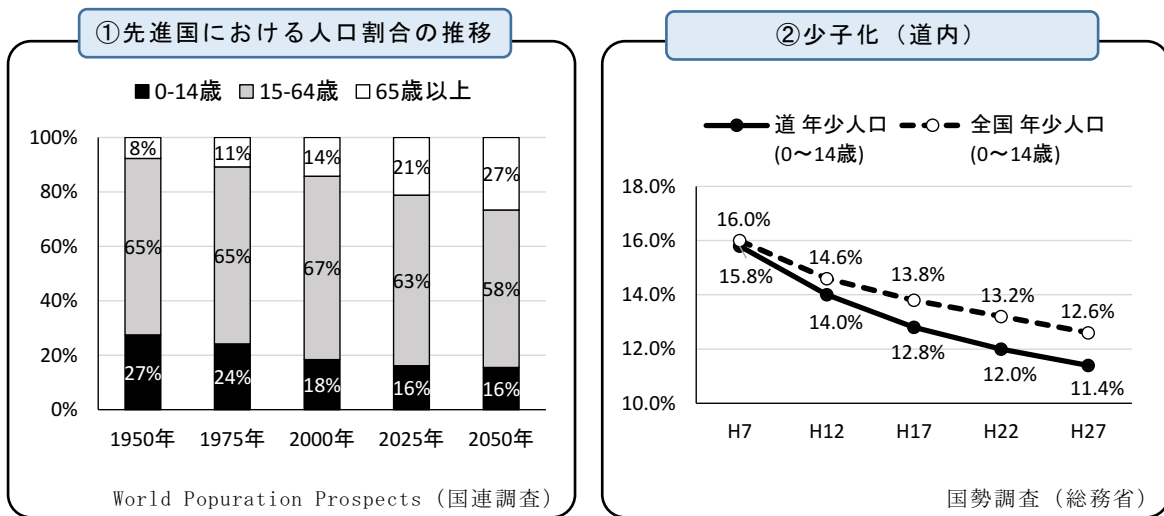 ①先進国における人口割合の推移
■0-14歳 □15-64歳 □65歳以上
100%
80%
60%
40%
20%
0%
8%
11%
14%
21%
27%
65%
65%
67%
63%
58%
27%
24%
18%
16%
16%
1950年
1975年
2000年
2025年
2050年
World Popuration Prospects（国連調査）
②少子化（道内）
道 年少人口
(0～14歳)
全国 年少人口
(0～14歳)
18.0%
16.0%
14.0%
12.0%
10.0%
16.0%
14.6%
13.8%
13.2%
12.6%
15.8%
14.0%
12.8%
12.0%
11.4%
H7
H12
H17
H22
H27
国勢調査（総務省）